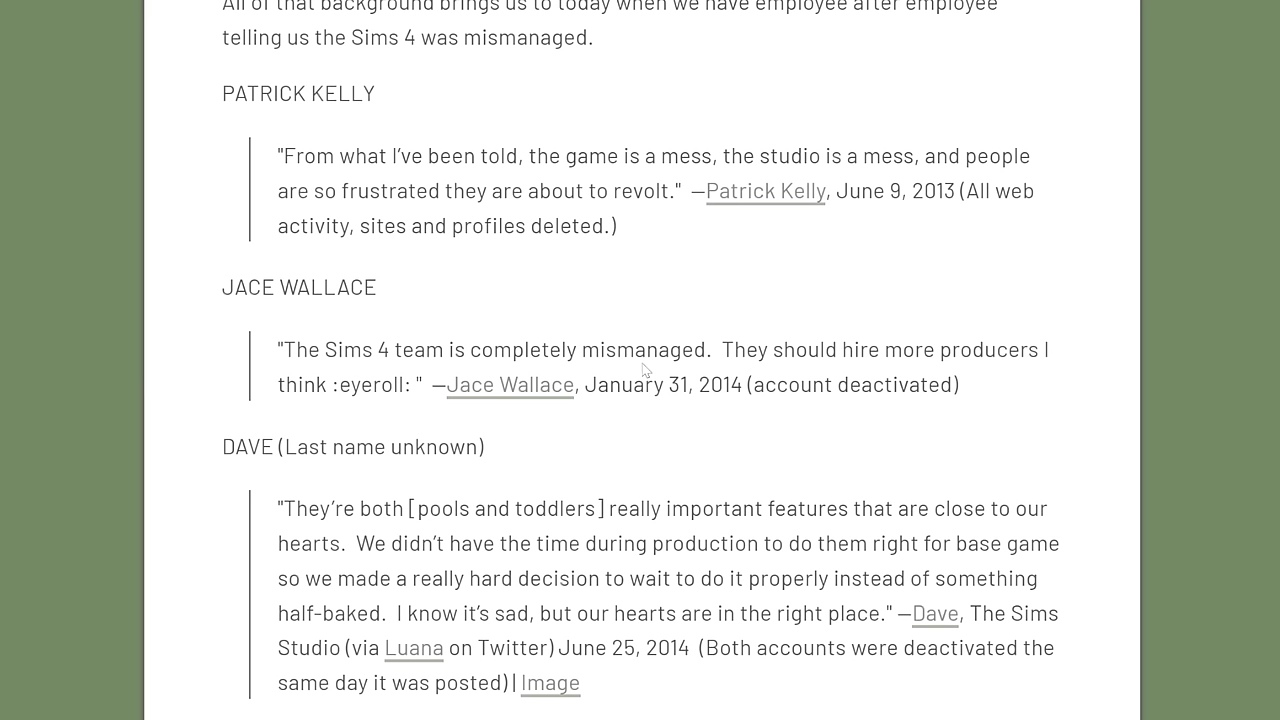 All of that background brings us to today when we have employee after employee
telling us the Sims 4 was mismanaged.
PATRICK KELLY
"From what I’ve been told, the game is a mess, the studio is a mess, and people
are so frustrated they are about to revolt."  —Patrick Kelly, June 9, 2013 (All web
activity, sites and profiles deleted.)
JACE WALLACE
"The Sims 4 team is completely mismanaged.  They should hire more producers I
think :eyeroll: "  —Jace Wallace, January 31, 2014 (account deactivated)
DAVE (Last name unknown)
"They’re both [pools and toddlers] really important features that are close to our
hearts.  We didn’t have the time during production to do them right for base game
so we made a really hard decision to wait to do it properly instead of something
half-baked.  I know it’s sad, but our hearts are in the right place." —Dave, The Sims
Studio (via Luana on Twitter) June 25, 2014  (Both accounts were deactivated the
same day it was posted) | Image